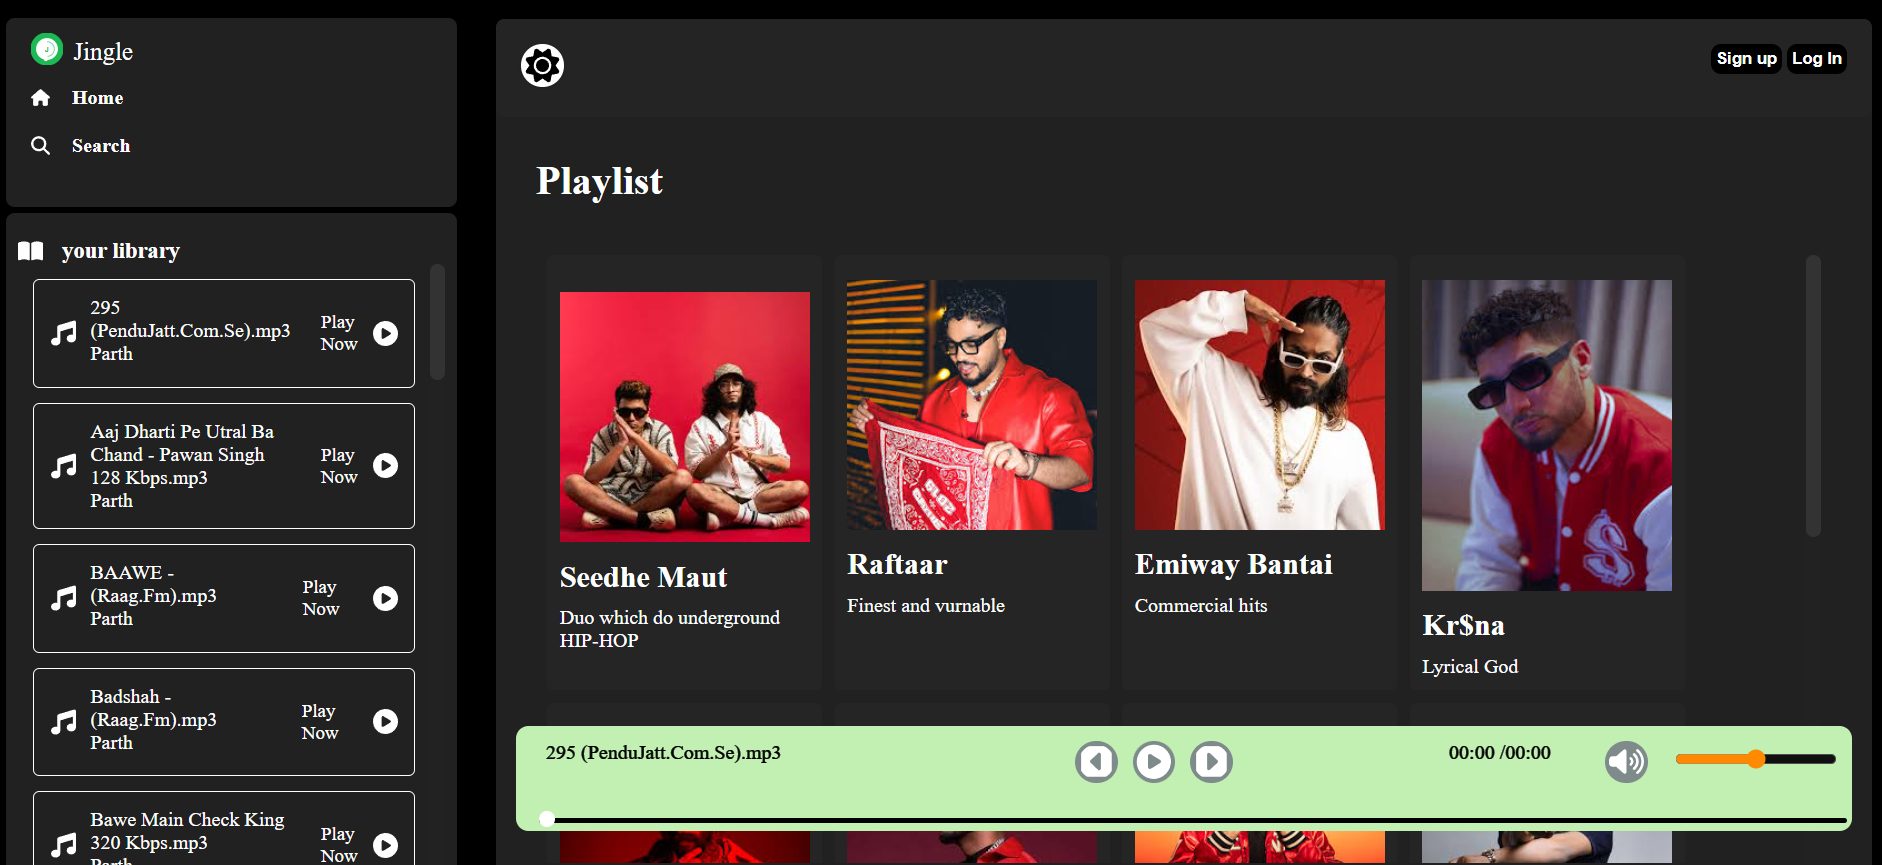 Jingle
Home
Search
your library
295
(PenduJatt.Com.Se).mp3
Parth
Play
Now
Aaj Dharti Pe Utral Ba
Chand - Pawan Singh
128 Kbps.mp3
Parth
Play
Now
BAAWE -
(Raag.Fm).mp3
Parth
Play
Now
Badshah -
(Raag.Fm).mp3
Parth
Play
Now
Bawe Main Check King
320 Kbps.mp3
Parth
Play
Now
Sign up
Log In
Playlist
Seedhe Maut
Duo which do underground
HIP-HOP
Raftaar
Finest and vurnable
Emiway Bantai
Commercial hits
Kr$na
Lyrical God
295 (PenduJatt.Com.Se).mp3
00:00 /00:00